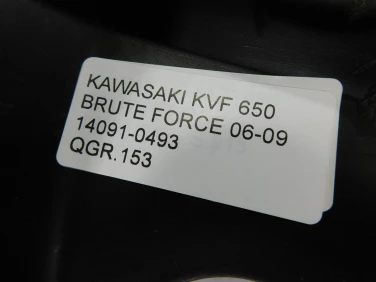 KAWASAKI KVF 650
BRUTE FORCE 06-09
14091-0493
QGR.153